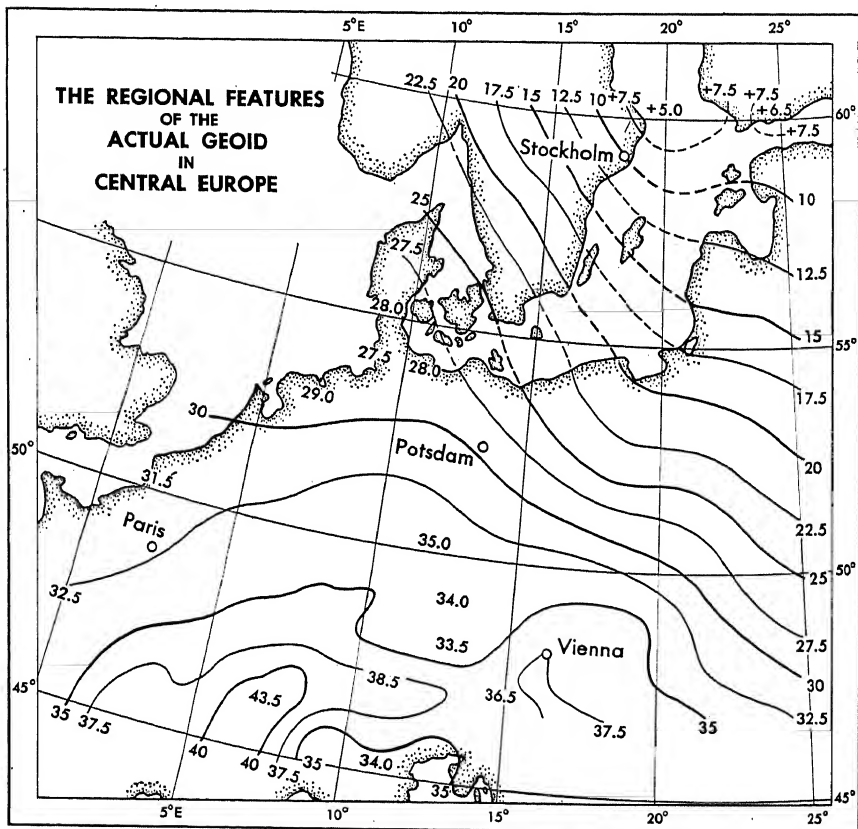 5°E 10° 15° 20° 25°
THE REGIONAL FEATURES
OF THE
ACTUAL GEOID
IN
CENTRAL EUROPE
22.5 20 17.5 15 12.5 10 +7.5 +7.5 +7.5
+5.0 +6.5 60°
+7.5
Stockholm
25 10
27.5
12.5
28.0
15
55°
27.5 28.0
29.0 17.5
30
50° Potsdam
20
31.5
Paris 22.5
35.0
50°
32.5 25
34.0
33.5 27.5
Vienna
38.5 30
45° 43.5 36.5
35 37.5 32.5
40 37.5 35
40 35 34.0
37.5
35
45°
5°E 10° 15° 20° 25°